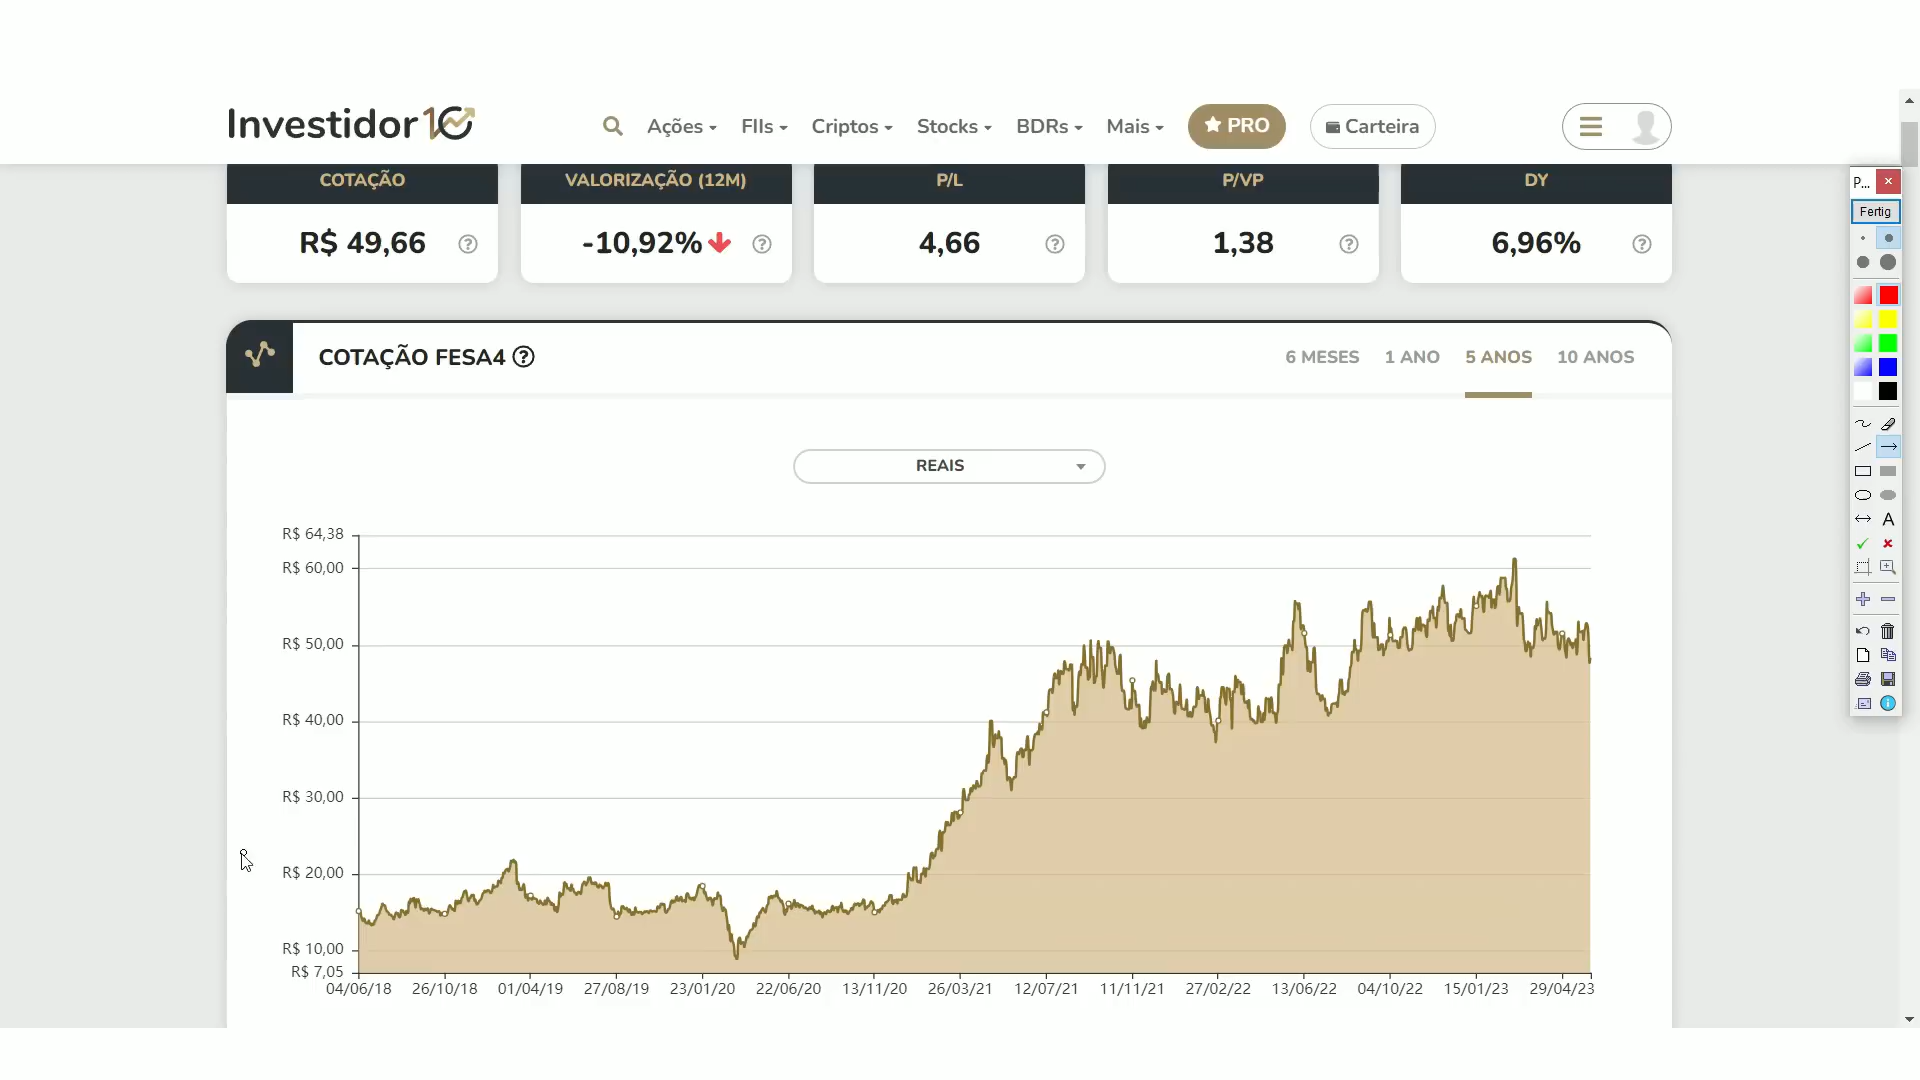 Investidor 10
Ações
FIIs
Criptos
Stocks
BDRs
Mais
PRO
Carteira
COTAÇÃO
VALORIZAÇÃO (12M)
P/L
P/VP
DY
R$ 49,66
-10,92%
4,66
1,38
6,96%
P...
Fertig
COTAÇÃO FESA4
6 MESES
1 ANO
5 ANOS
10 ANOS
REAIS
A
R$ 64,38
R$ 60,00
R$ 50,00
R$ 40,00
R$ 30,00
R$ 20,00
R$ 10,00
R$ 7,05
04/06/18
26/10/18
01/04/19
27/08/19
23/01/20
22/06/20
13/11/20
26/03/21
12/07/21
11/11/21
27/02/22
13/06/22
04/10/22
15/01/23
29/04/23